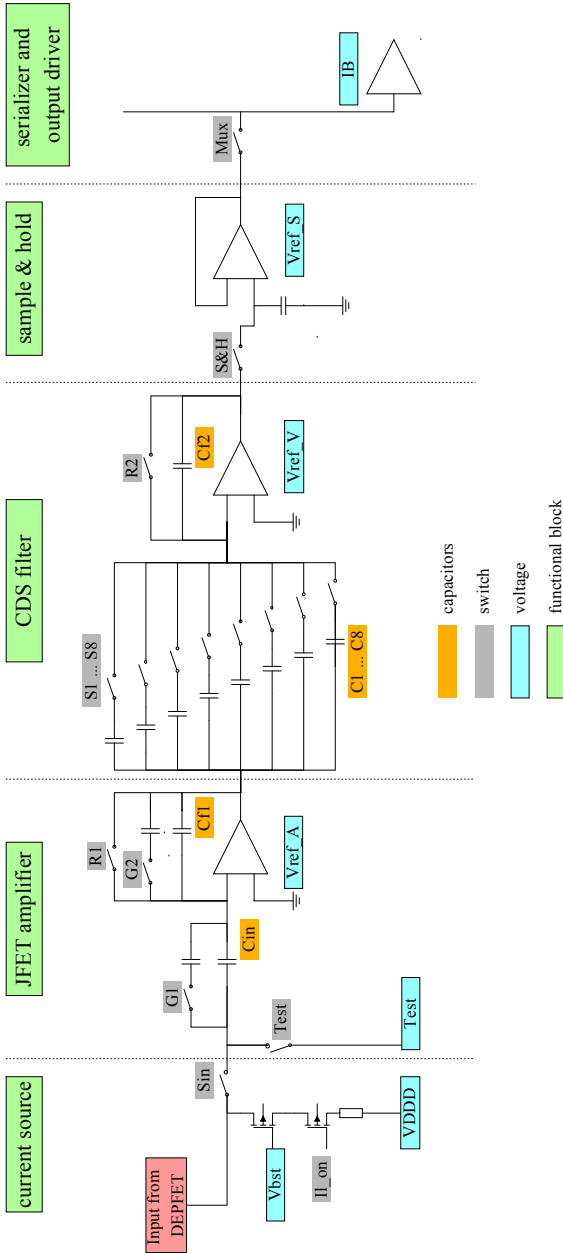 current source
JFET amplifier
CDS filter
sample & hold
serializer and
output driver
Input from
DEPFET
Sin
Vbst
Il_on
VDDD
Test
Test
G1
Cin
R1
G2
Cf1
Vref_A
S1 ... S8
C1 ... C8
R2
Cf2
Vref_V
S&H
Vref_S
Mux
IB
capacitors
switch
voltage
functional block